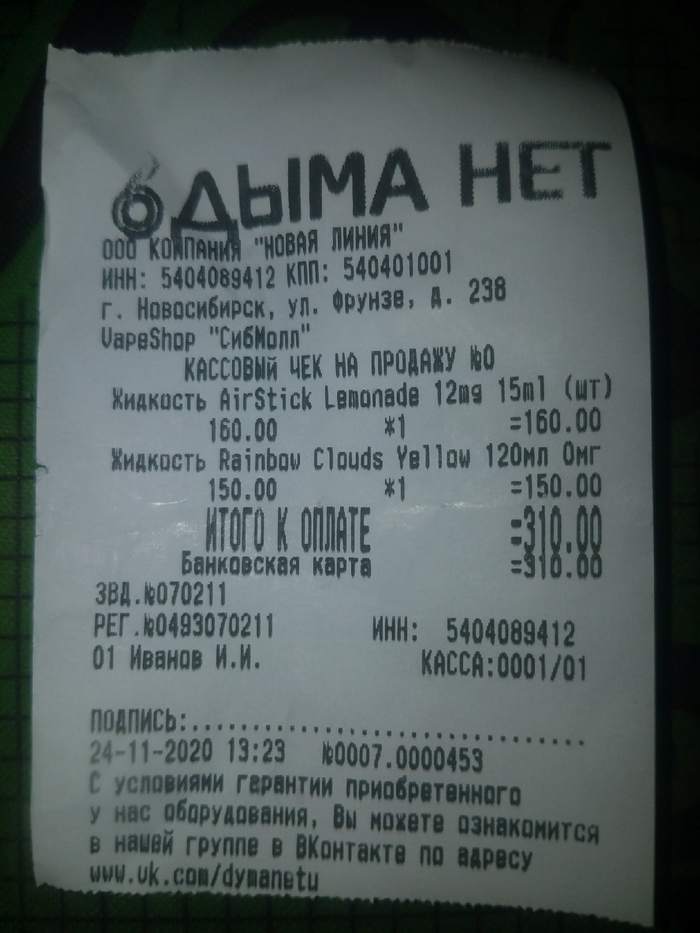 ДЫМА НЕТ
ООО КОМПАНИЯ "НОВАЯ ЛИНИЯ"
ИНН: 5404089412 КПП: 540401001
г. Новосибирск, ул. Фрунзе, д. 238
VapeShop "СибМолл"
КАССОВЫЙ ЧЕК НА ПРОДАЖУ №0
Жидкость AirStick Lemonade 12mg 15ml (шт)
160.00 *1 =160.00
Жидкость Rainbow Clouds Yellow 120мл 0мг
150.00 *1 =150.00
ИТОГО К ОПЛАТЕ =310.00
Банковская карта =310.00
ЗВД.№070211
РЕГ.№0493070211 ИНН: 5404089412
01 Иванов И.И. КАССА:0001/01
ПОДПИСЬ:........................................
24-11-2020 13:23 №0007.0000453
С условиями гарантии приобретенного
у нас оборудования, Вы можете ознакомится
в нашей группе в ВКонтакте по адресу
www.vk.com/dymanetu